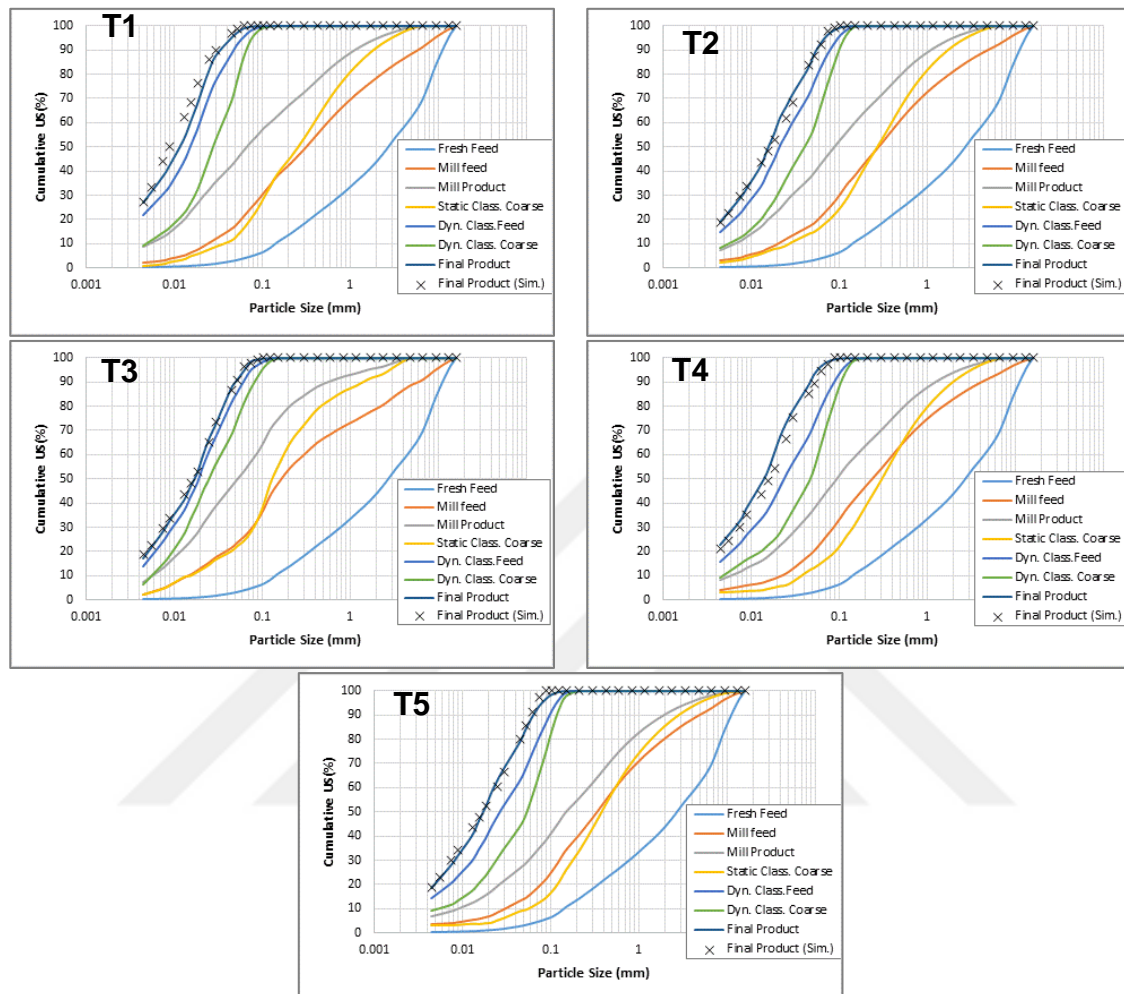 T1
Cumulative US(%)
100
90
80
70
60
50
40
30
20
10
0
0.001
0.01
0.1
1
Particle Size (mm)
Fresh Feed
Mill feed
Mill Product
Static Class. Coarse
Dyn. Class.Feed
Dyn. Class. Coarse
Final Product
Final Product (Sim.)
T2
Cumulative US(%)
100
90
80
70
60
50
40
30
20
10
0
0.001
0.01
0.1
1
Particle Size (mm)
Fresh Feed
Mill feed
Mill Product
Static Class. Coarse
Dyn. Class.Feed
Dyn. Class. Coarse
Final Product
Final Product (Sim.)
T3
Cumulative US(%)
100
90
80
70
60
50
40
30
20
10
0
0.001
0.01
0.1
1
Particle Size (mm)
Fresh Feed
Mill feed
Mill Product
Static Class. Coarse
Dyn. Class.Feed
Dyn. Class. Coarse
Final Product
Final Product (Sim.)
T4
Cumulative US(%)
100
90
80
70
60
50
40
30
20
10
0
0.001
0.01
0.1
1
Particle Size (mm)
Fresh Feed
Mill feed
Mill Product
Static Class. Coarse
Dyn. Class.Feed
Dyn. Class. Coarse
Final Product
Final Product (Sim.)
T5
Cumulative US(%)
100
90
80
70
60
50
40
30
20
10
0
0.001
0.01
0.1
1
Particle Size (mm)
Fresh Feed
Mill feed
Mill Product
Static Class. Coarse
Dyn. Class.Feed
Dyn. Class. Coarse
Final Product
Final Product (Sim.)